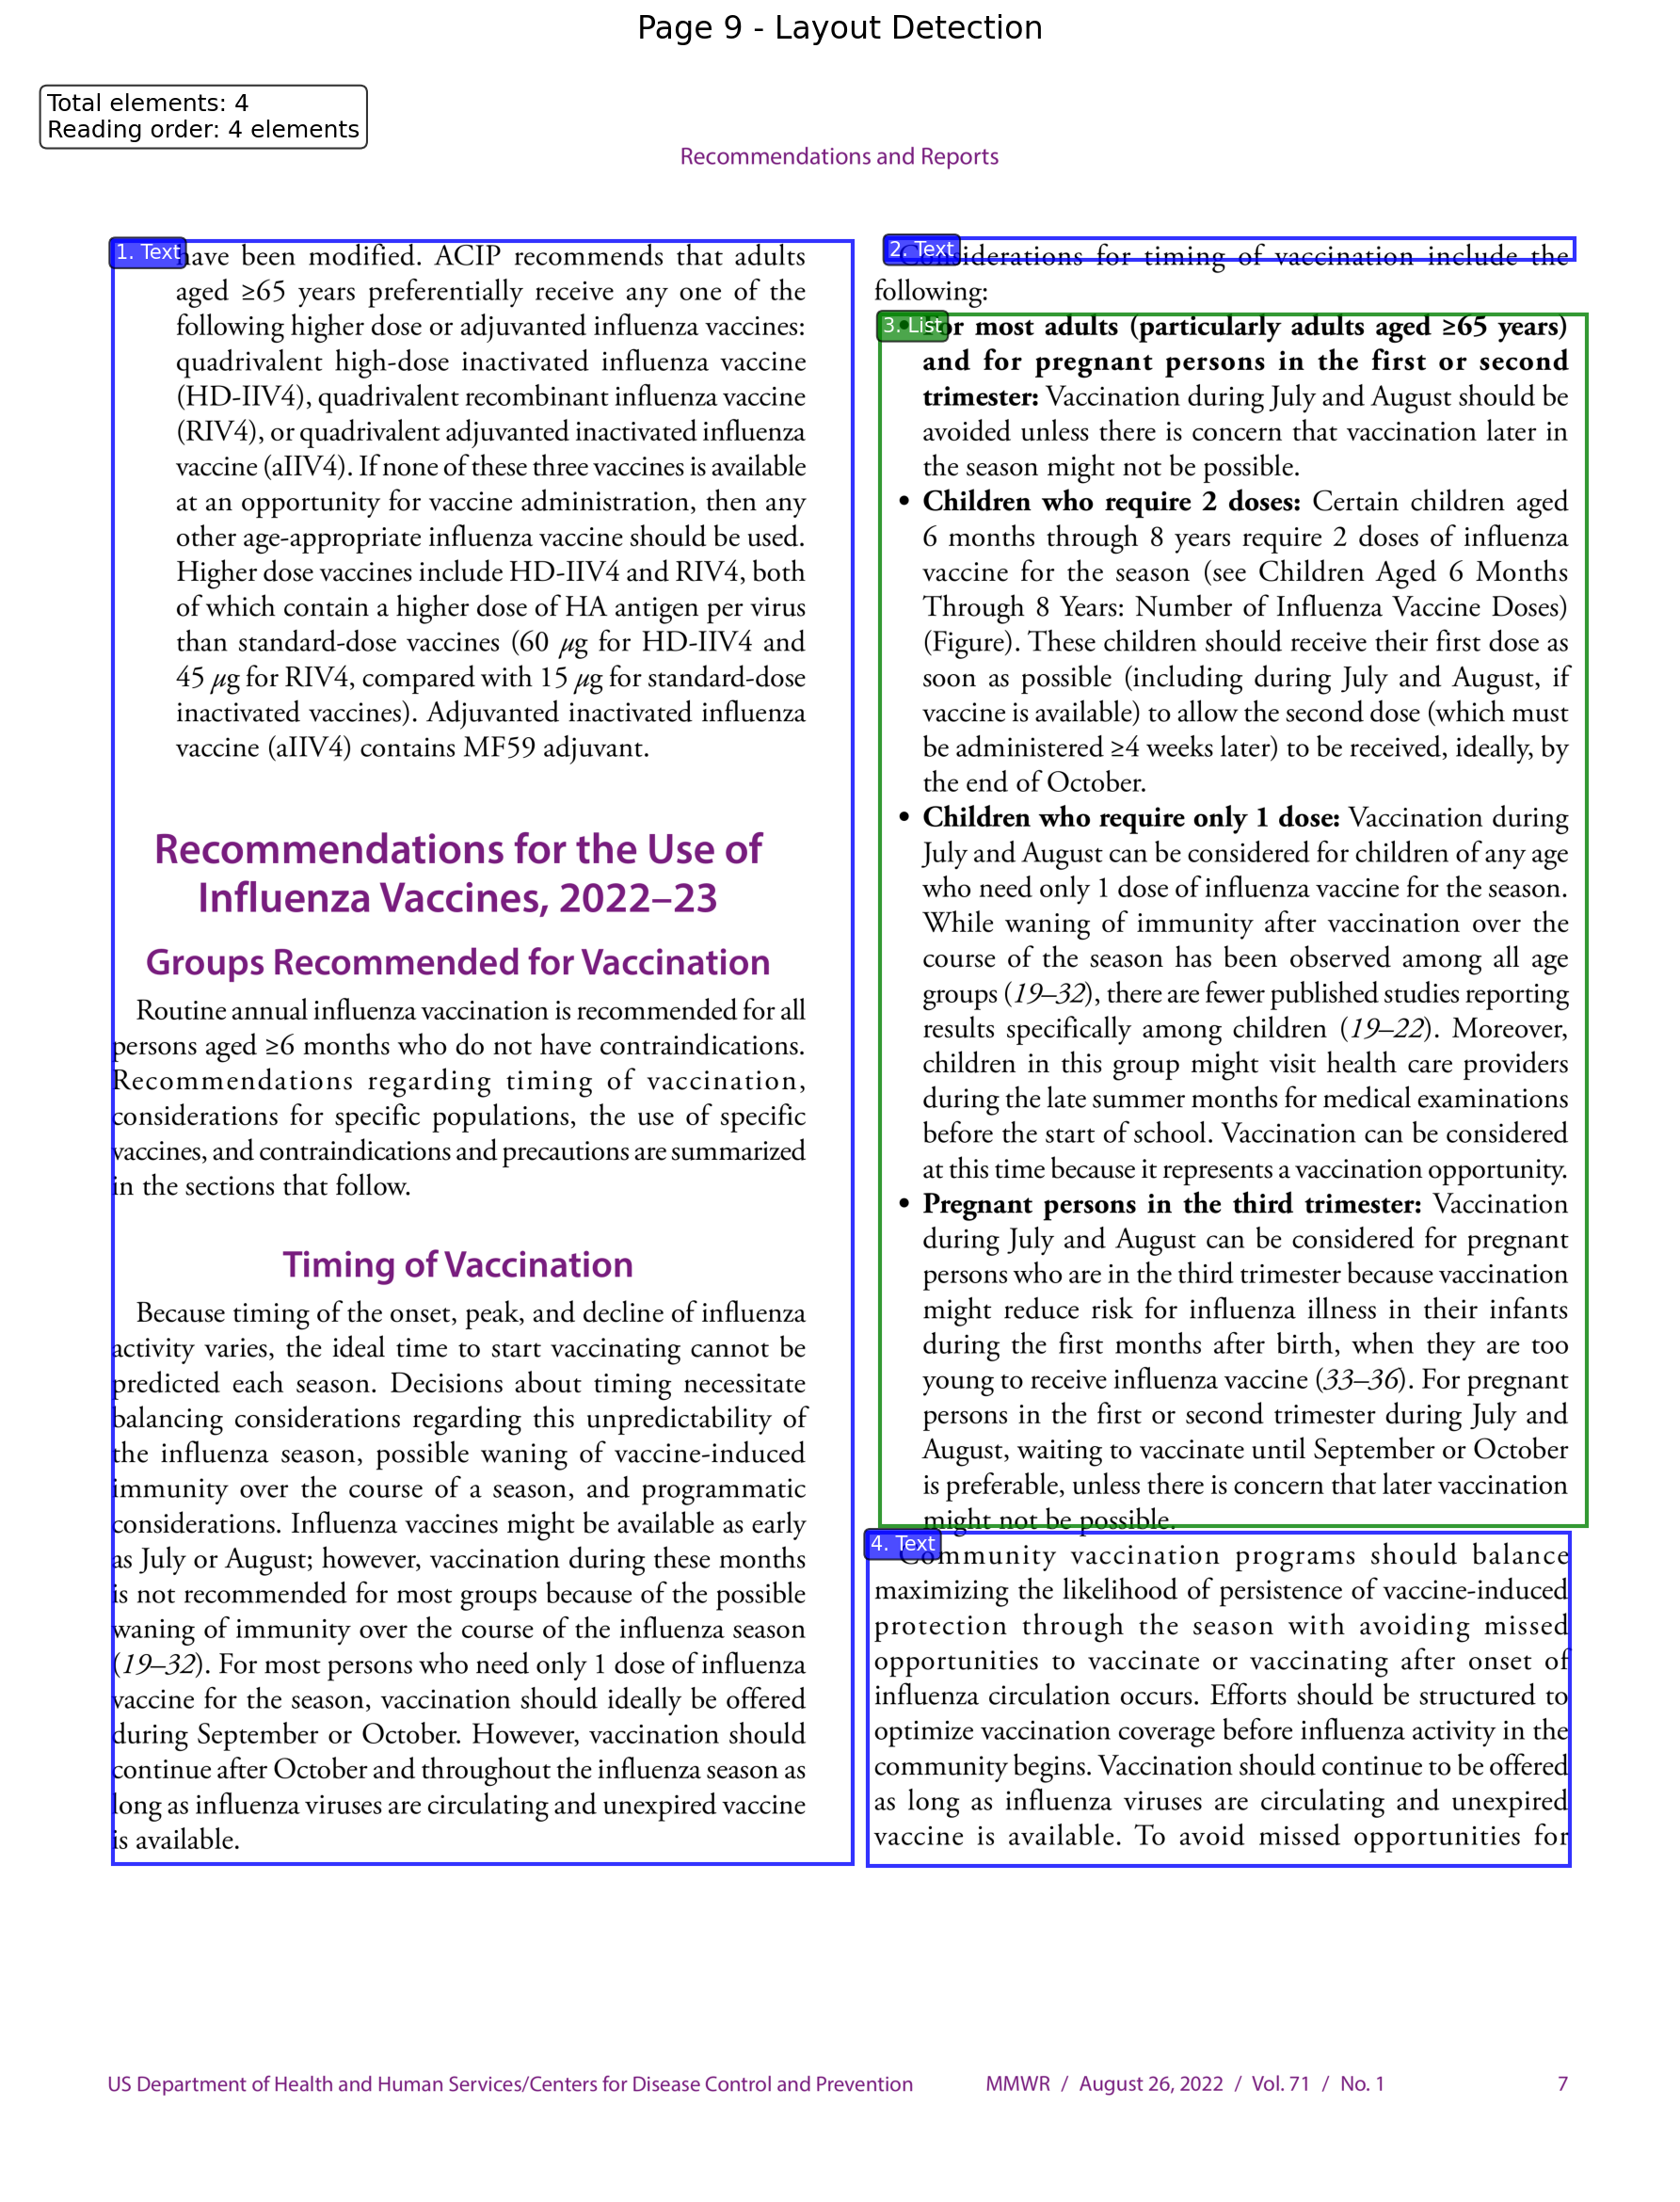 Page 9 - Layout Detection
Total elements: 4
Reading order: 4 elements
Recommendations and Reports
1. Text
have been modified. ACIP recommends that adults
aged ≥65 years preferentially receive any one of the
following higher dose or adjuvanted influenza vaccines:
quadrivalent high-dose inactivated influenza vaccine
(HD-IIV4), quadrivalent recombinant influenza vaccine
(RIV4), or quadrivalent adjuvanted inactivated influenza
vaccine (aIIV4). If none of these three vaccines is available
at an opportunity for vaccine administration, then any
other age-appropriate influenza vaccine should be used.
Higher dose vaccines include HD-IIV4 and RIV4, both
of which contain a higher dose of HA antigen per virus
than standard-dose vaccines (60 µg for HD-IIV4 and
45 µg for RIV4, compared with 15 µg for standard-dose
inactivated vaccines). Adjuvanted inactivated influenza
vaccine (aIIV4) contains MF59 adjuvant.
Recommendations for the Use of
Influenza Vaccines, 2022–23
Groups Recommended for Vaccination
Routine annual influenza vaccination is recommended for all
persons aged ≥6 months who do not have contraindications.
Recommendations regarding timing of vaccination,
considerations for specific populations, the use of specific
vaccines, and contraindications and precautions are summarized
in the sections that follow.
Timing of Vaccination
Because timing of the onset, peak, and decline of influenza
activity varies, the ideal time to start vaccinating cannot be
predicted each season. Decisions about timing necessitate
balancing considerations regarding this unpredictability of
the influenza season, possible waning of vaccine-induced
immunity over the course of a season, and programmatic
considerations. Influenza vaccines might be available as early
as July or August; however, vaccination during these months
is not recommended for most groups because of the possible
waning of immunity over the course of the influenza season
(19–32). For most persons who need only 1 dose of influenza
vaccine for the season, vaccination should ideally be offered
during September or October. However, vaccination should
continue after October and throughout the influenza season as
long as influenza viruses are circulating and unexpired vaccine
is available.
2. Text
Considerations for timing of vaccination include the
following:
3. List
• For most adults (particularly adults aged ≥65 years)
and for pregnant persons in the first or second
trimester: Vaccination during July and August should be
avoided unless there is concern that vaccination later in
the season might not be possible.
• Children who require 2 doses: Certain children aged
6 months through 8 years require 2 doses of influenza
vaccine for the season (see Children Aged 6 Months
Through 8 Years: Number of Influenza Vaccine Doses)
(Figure). These children should receive their first dose as
soon as possible (including during July and August, if
vaccine is available) to allow the second dose (which must
be administered ≥4 weeks later) to be received, ideally, by
the end of October.
• Children who require only 1 dose: Vaccination during
July and August can be considered for children of any age
who need only 1 dose of influenza vaccine for the season.
While waning of immunity after vaccination over the
course of the season has been observed among all age
groups (19–32), there are fewer published studies reporting
results specifically among children (19–22). Moreover,
children in this group might visit health care providers
during the late summer months for medical examinations
before the start of school. Vaccination can be considered
at this time because it represents a vaccination opportunity.
• Pregnant persons in the third trimester: Vaccination
during July and August can be considered for pregnant
persons who are in the third trimester because vaccination
might reduce risk for influenza illness in their infants
during the first months after birth, when they are too
young to receive influenza vaccine (33–36). For pregnant
persons in the first or second trimester during July and
August, waiting to vaccinate until September or October
is preferable, unless there is concern that later vaccination
might not be possible.
4. Text
Community vaccination programs should balance
maximizing the likelihood of persistence of vaccine-induced
protection through the season with avoiding missed
opportunities to vaccinate or vaccinating after onset of
influenza circulation occurs. Efforts should be structured to
optimize vaccination coverage before influenza activity in the
community begins. Vaccination should continue to be offered
as long as influenza viruses are circulating and unexpired
vaccine is available. To avoid missed opportunities for
US Department of Health and Human Services/Centers for Disease Control and Prevention MMWR / August 26, 2022 / Vol. 71 / No. 1 7